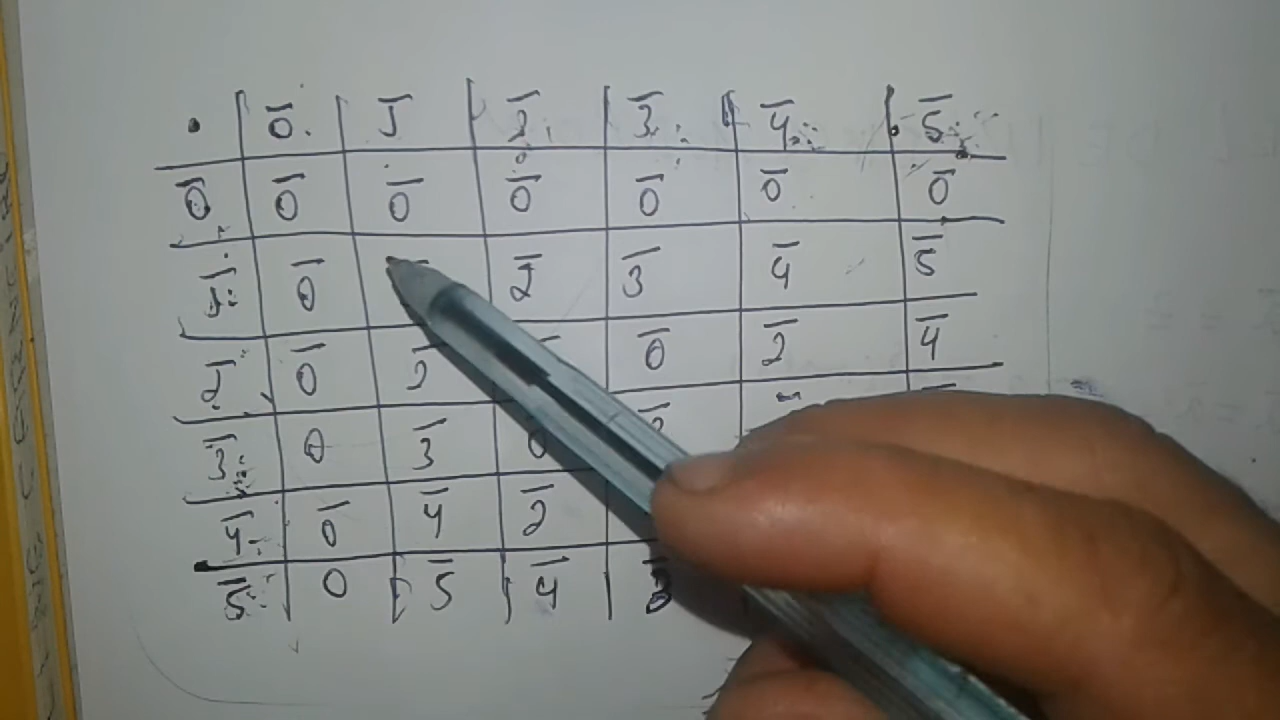 • 0̅ 1̅ 2̅ 3̅ 4̅ 5̅
0̅ 0̅ 0̅ 0̅ 0̅ 0̅ 0̅
1̅ 0̅ 2̅ 3̅ 4̅ 5̅
2̅ 0̅ 2̅ 0̅ 2̅ 4̅
3̅ 0 3̅ 0̅
4̅ 0̅ 4̅ 2̅
5̅ 0 5̅ 4̅